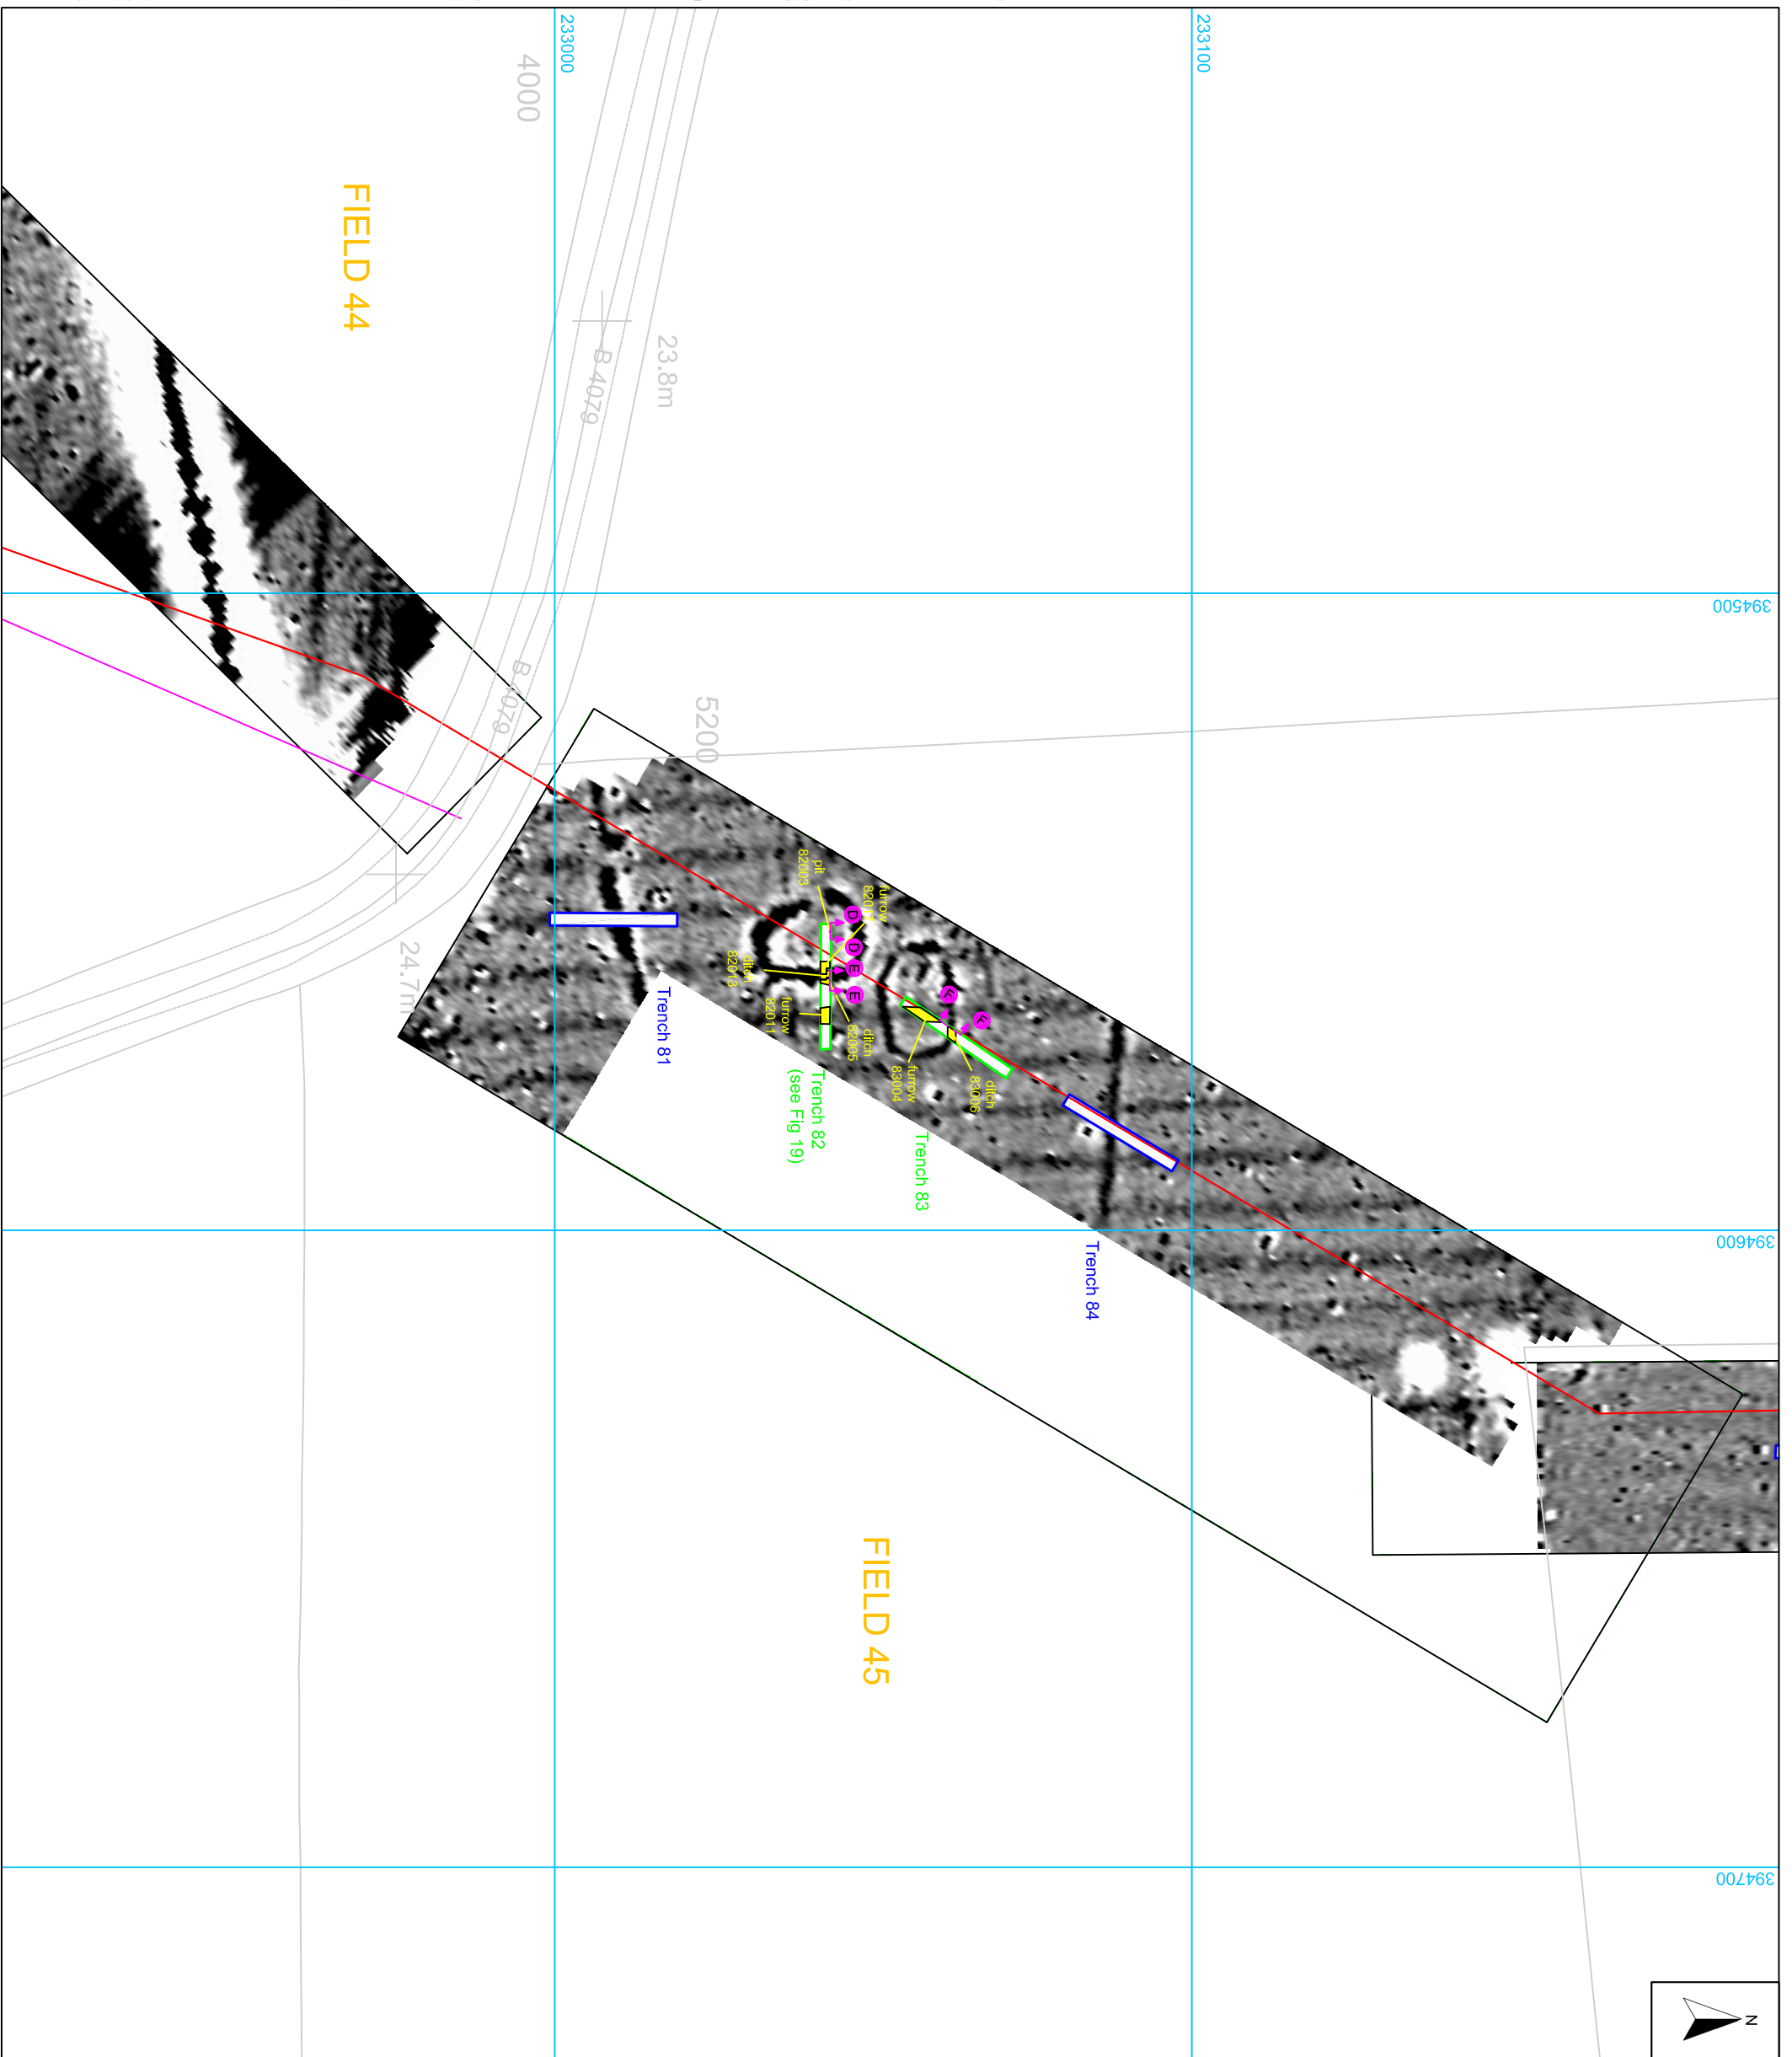 233000
233100
4000
FIELD 44
B 4079
23.8m
394500
B 4079
5200
pit
82003
furrow
D
D
E
E
F
F
ditch
82013
furrow
82011
ditch
82005
furrow
83004
ditch
83006
24.7m
Trench 81
Trench 82
(see Fig 19)
Trench 83
Trench 84
394600
FIELD 45
394700
N